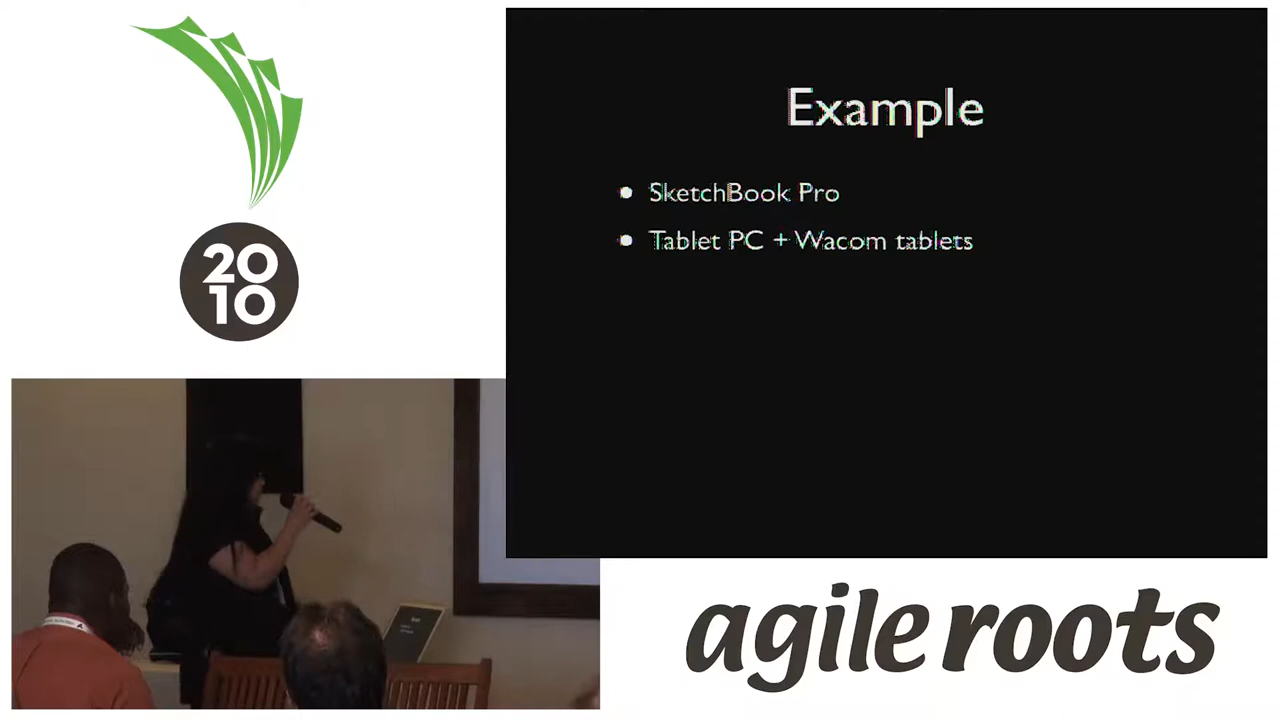 20
10
Example
SketchBook Pro
Tablet PC + Wacom tablets
agile roots